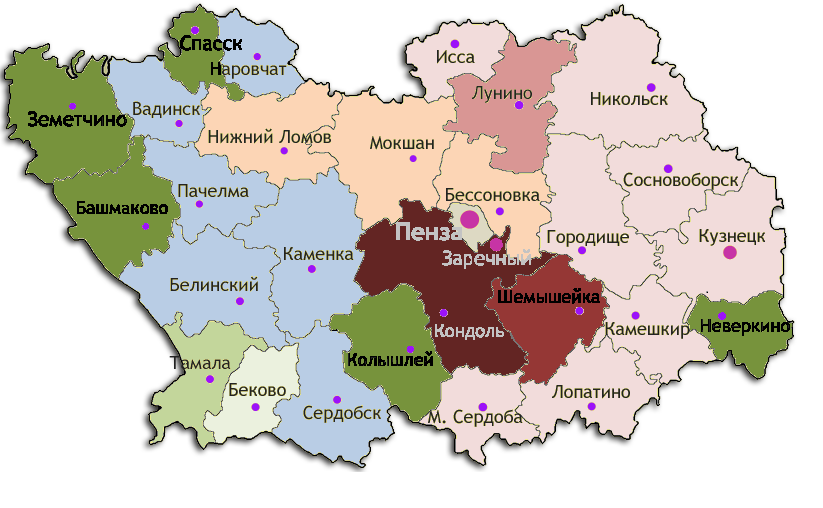 Спасск
Наровчат
Исса
Лунино
Никольск
Вадинск
Земетчино
Нижний Ломов
Мокшан
Сосновоборск
Пачелма
Бессоновка
Башмаково
Пенза
Городище
Кузнецк
Каменка
Заречный
Белинский
Шемышейка
Камешкир
Неверкино
Кондоль
Колышлей
Тамала
Беково
Сердобск
М. Сердоба
Лопатино